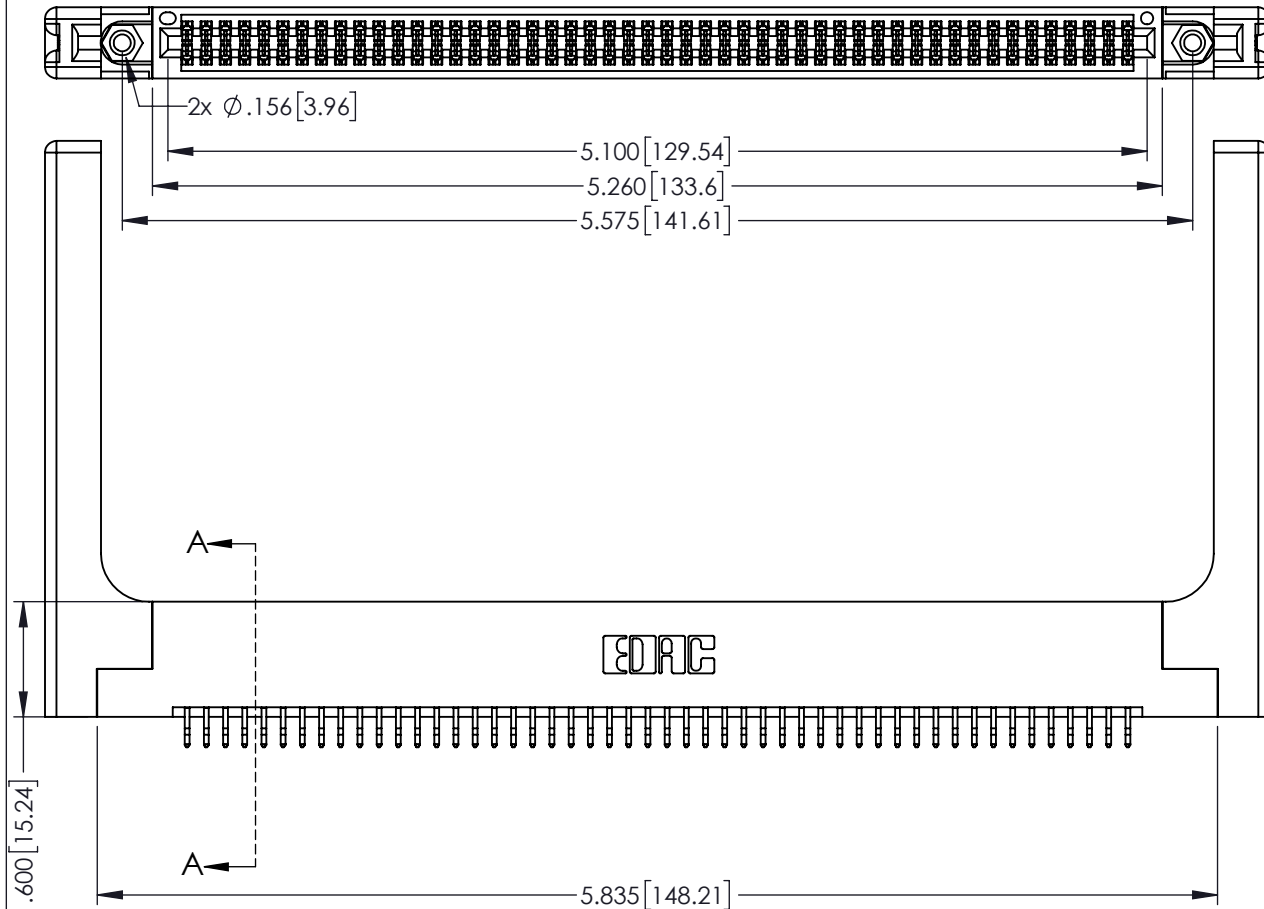 2x ∅.156[3.96]
5.100[129.54]
5.260[133.6]
5.575[141.61]
A
EDAC
.600[15.24]
A
5.835[148.21]